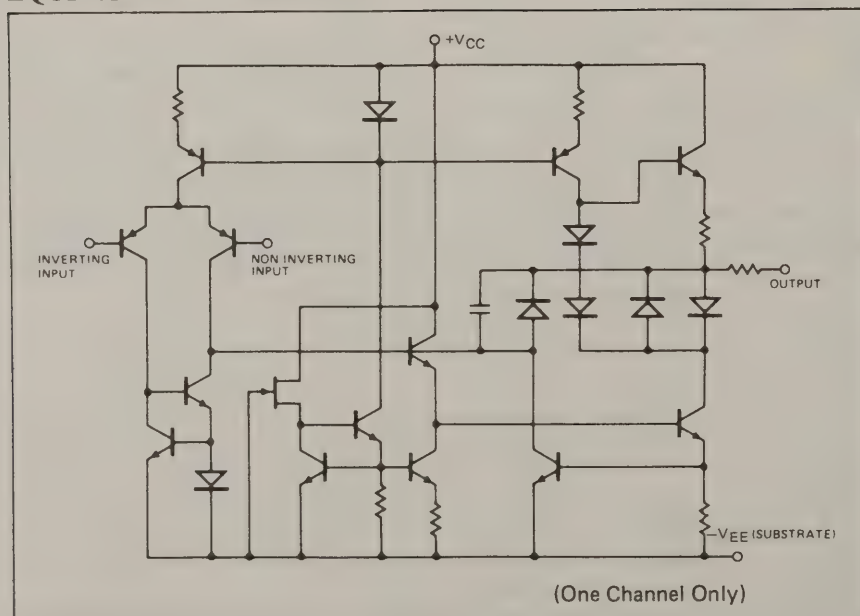 +VCC
INVERTING
INPUT
NON INVERTING
INPUT
OUTPUT
-VEE (SUBSTRATE)
(One Channel Only)